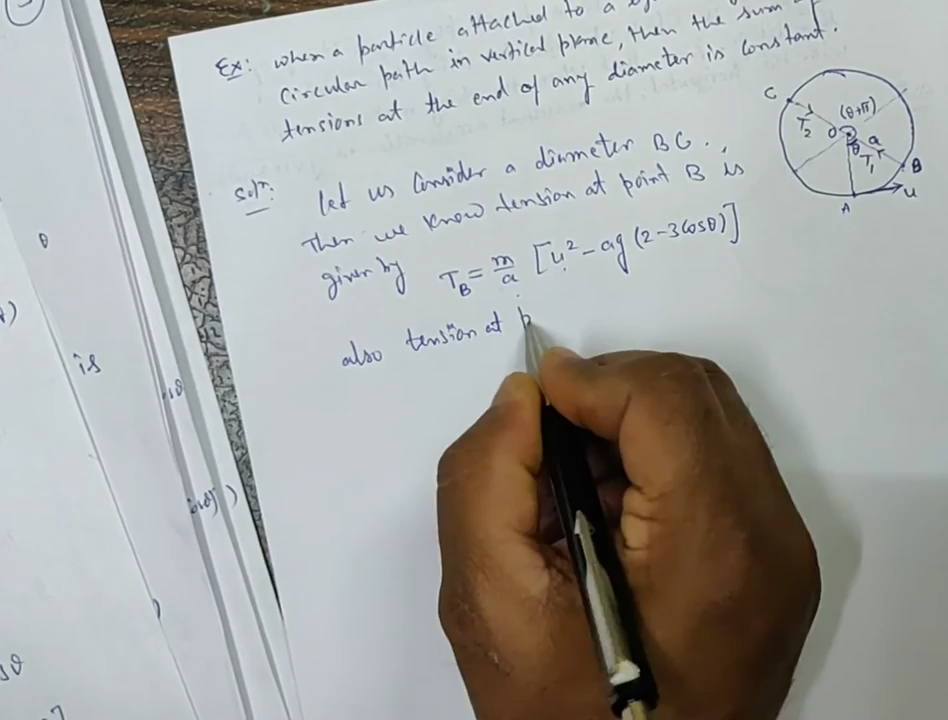 Ex: when a particle attached to a
circular path in vertical plane, then the sum
tensions at the end of any diameter is constant.
Solⁿ: Let us Consider a diameter BC.,
then we know tension at point B is
given by T_B = m/a [u² - ag(2-3cosθ)]
also tension at p
C
T₂
(θ+π)
O
θ
a
T₁
B
A
u
θ
is